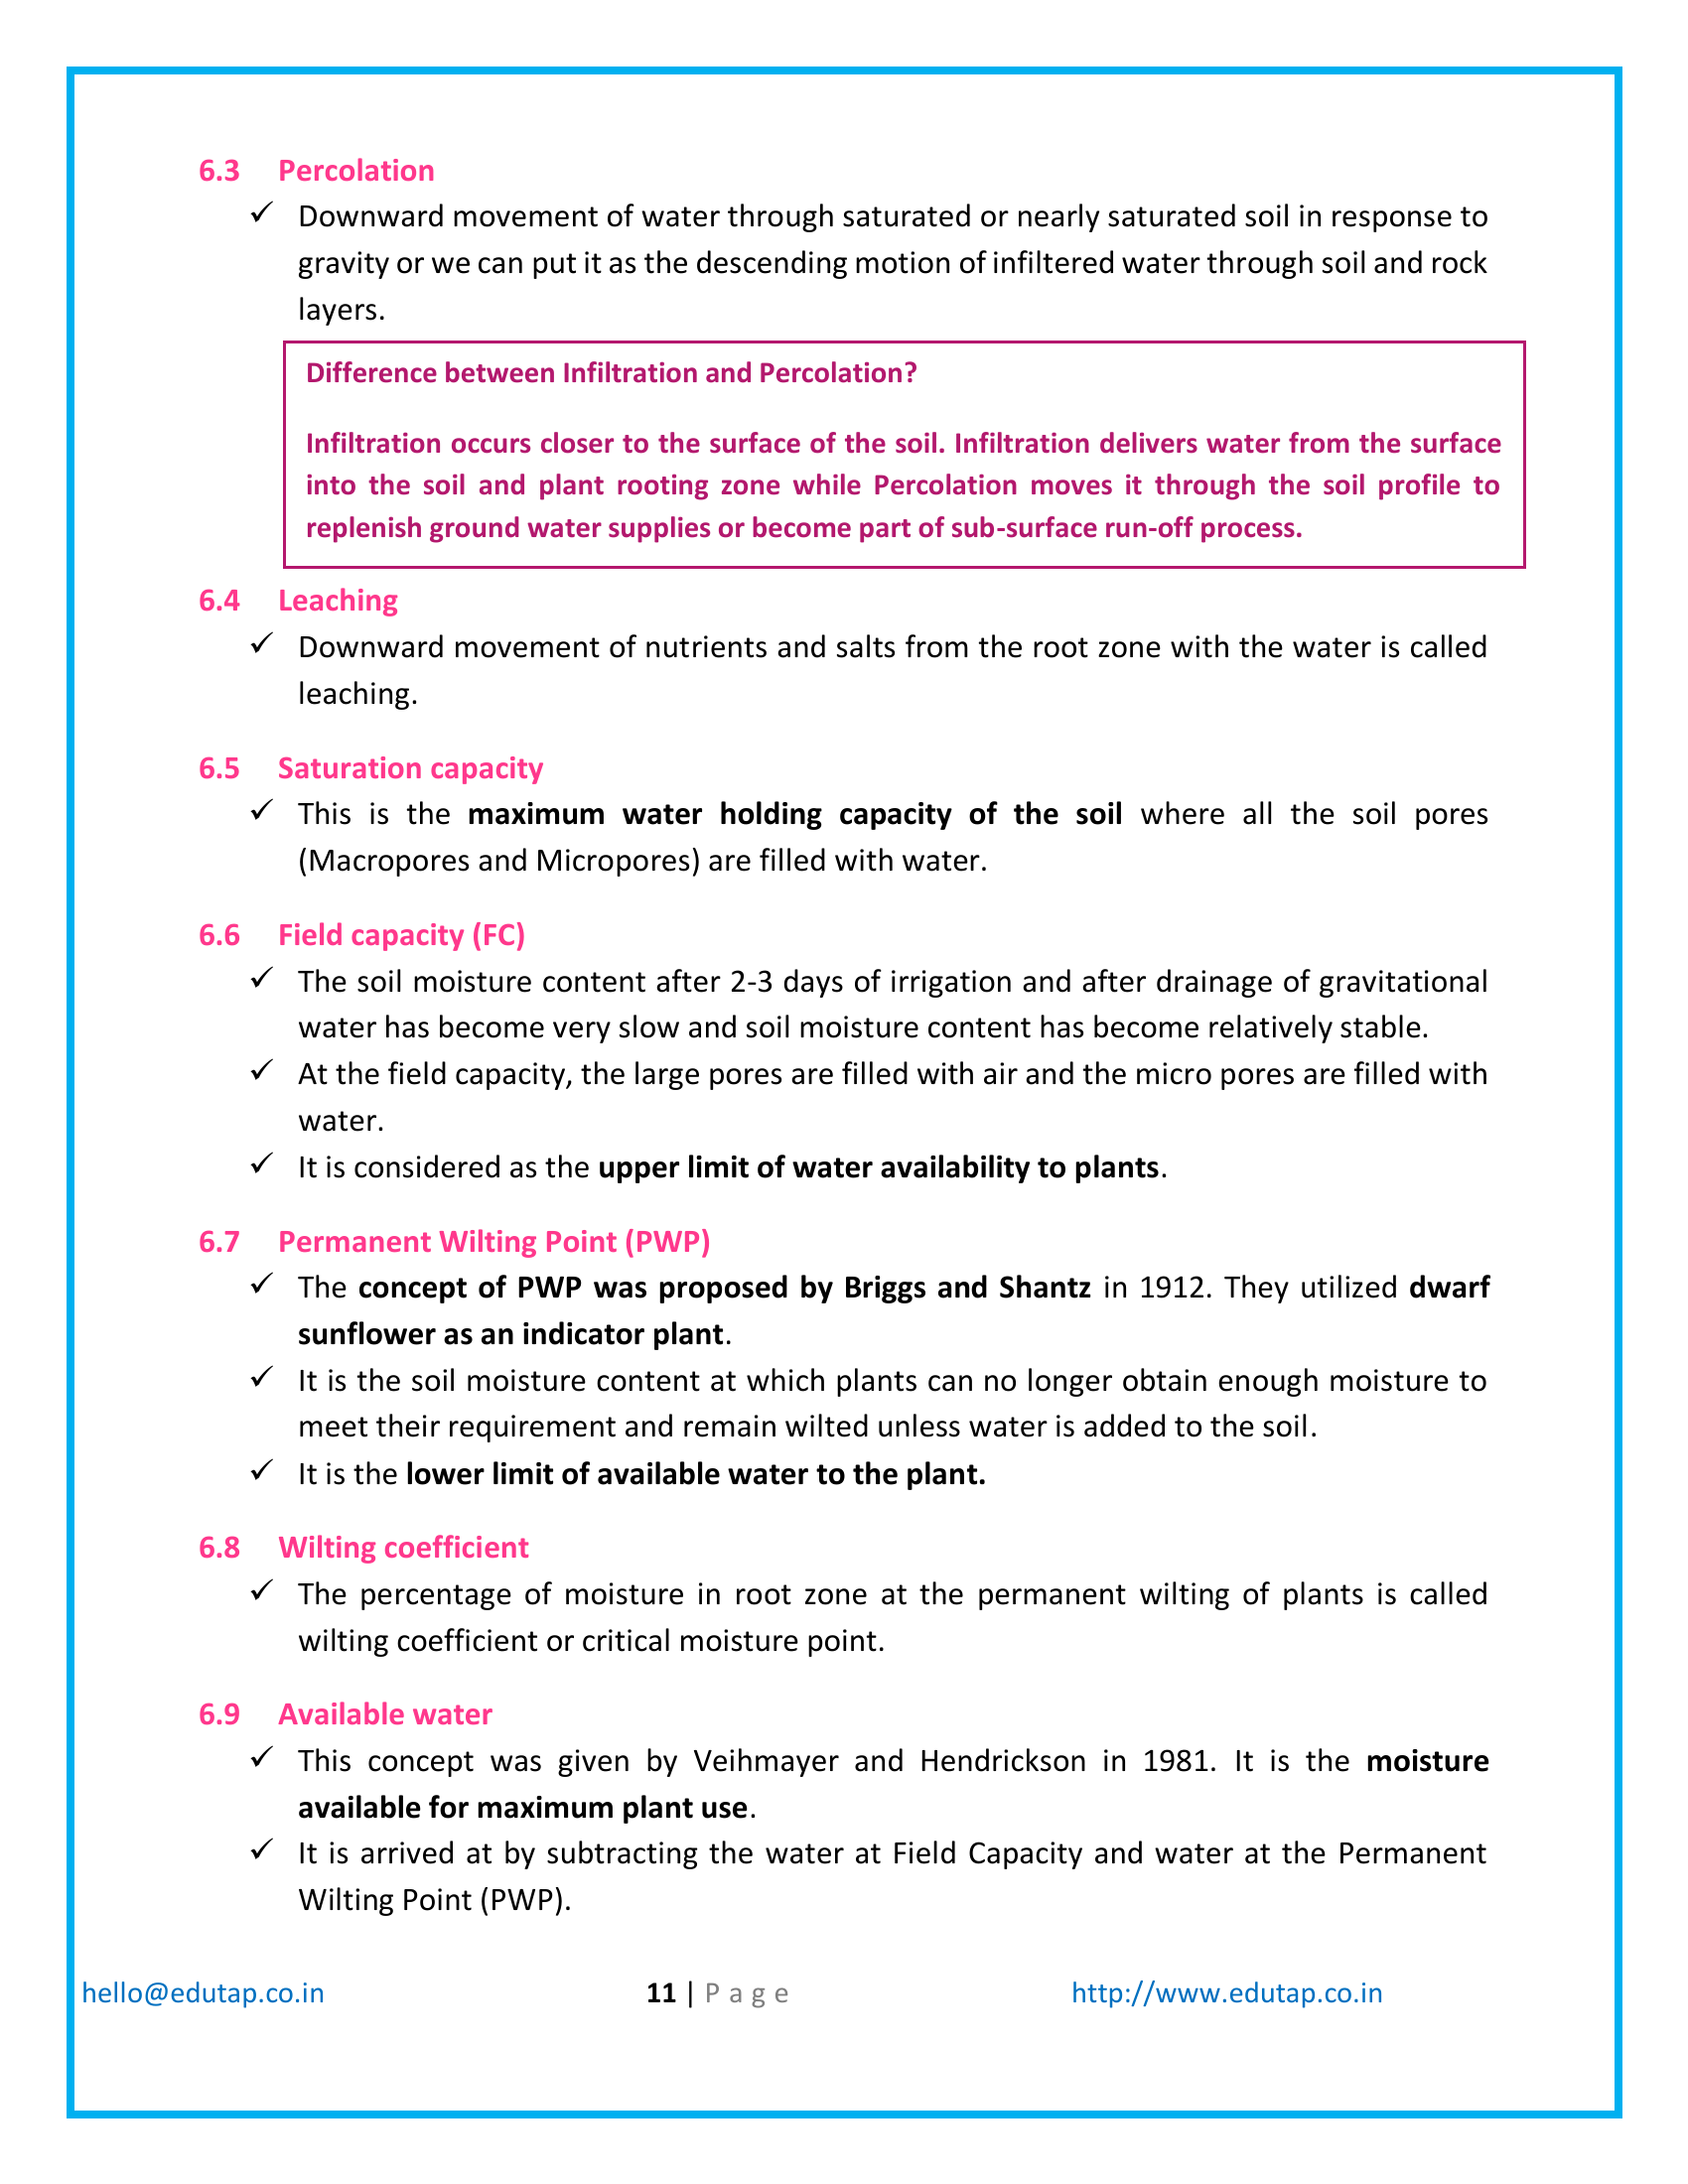 6.3 Percolation
✓ Downward movement of water through saturated or nearly saturated soil in response to
gravity or we can put it as the descending motion of infiltered water through soil and rock
layers.
Difference between Infiltration and Percolation?
Infiltration occurs closer to the surface of the soil. Infiltration delivers water from the surface
into the soil and plant rooting zone while Percolation moves it through the soil profile to
replenish ground water supplies or become part of sub-surface run-off process.
6.4 Leaching
✓ Downward movement of nutrients and salts from the root zone with the water is called
leaching.
6.5 Saturation capacity
✓ This is the maximum water holding capacity of the soil where all the soil pores
(Macropores and Micropores) are filled with water.
6.6 Field capacity (FC)
✓ The soil moisture content after 2-3 days of irrigation and after drainage of gravitational
water has become very slow and soil moisture content has become relatively stable.
✓ At the field capacity, the large pores are filled with air and the micro pores are filled with
water.
✓ It is considered as the upper limit of water availability to plants.
6.7 Permanent Wilting Point (PWP)
✓ The concept of PWP was proposed by Briggs and Shantz in 1912. They utilized dwarf
sunflower as an indicator plant.
✓ It is the soil moisture content at which plants can no longer obtain enough moisture to
meet their requirement and remain wilted unless water is added to the soil.
✓ It is the lower limit of available water to the plant.
6.8 Wilting coefficient
✓ The percentage of moisture in root zone at the permanent wilting of plants is called
wilting coefficient or critical moisture point.
6.9 Available water
✓ This concept was given by Veihmayer and Hendrickson in 1981. It is the moisture
available for maximum plant use.
✓ It is arrived at by subtracting the water at Field Capacity and water at the Permanent
Wilting Point (PWP).
hello@edutap.co.in 11 | P a g e http://www.edutap.co.in